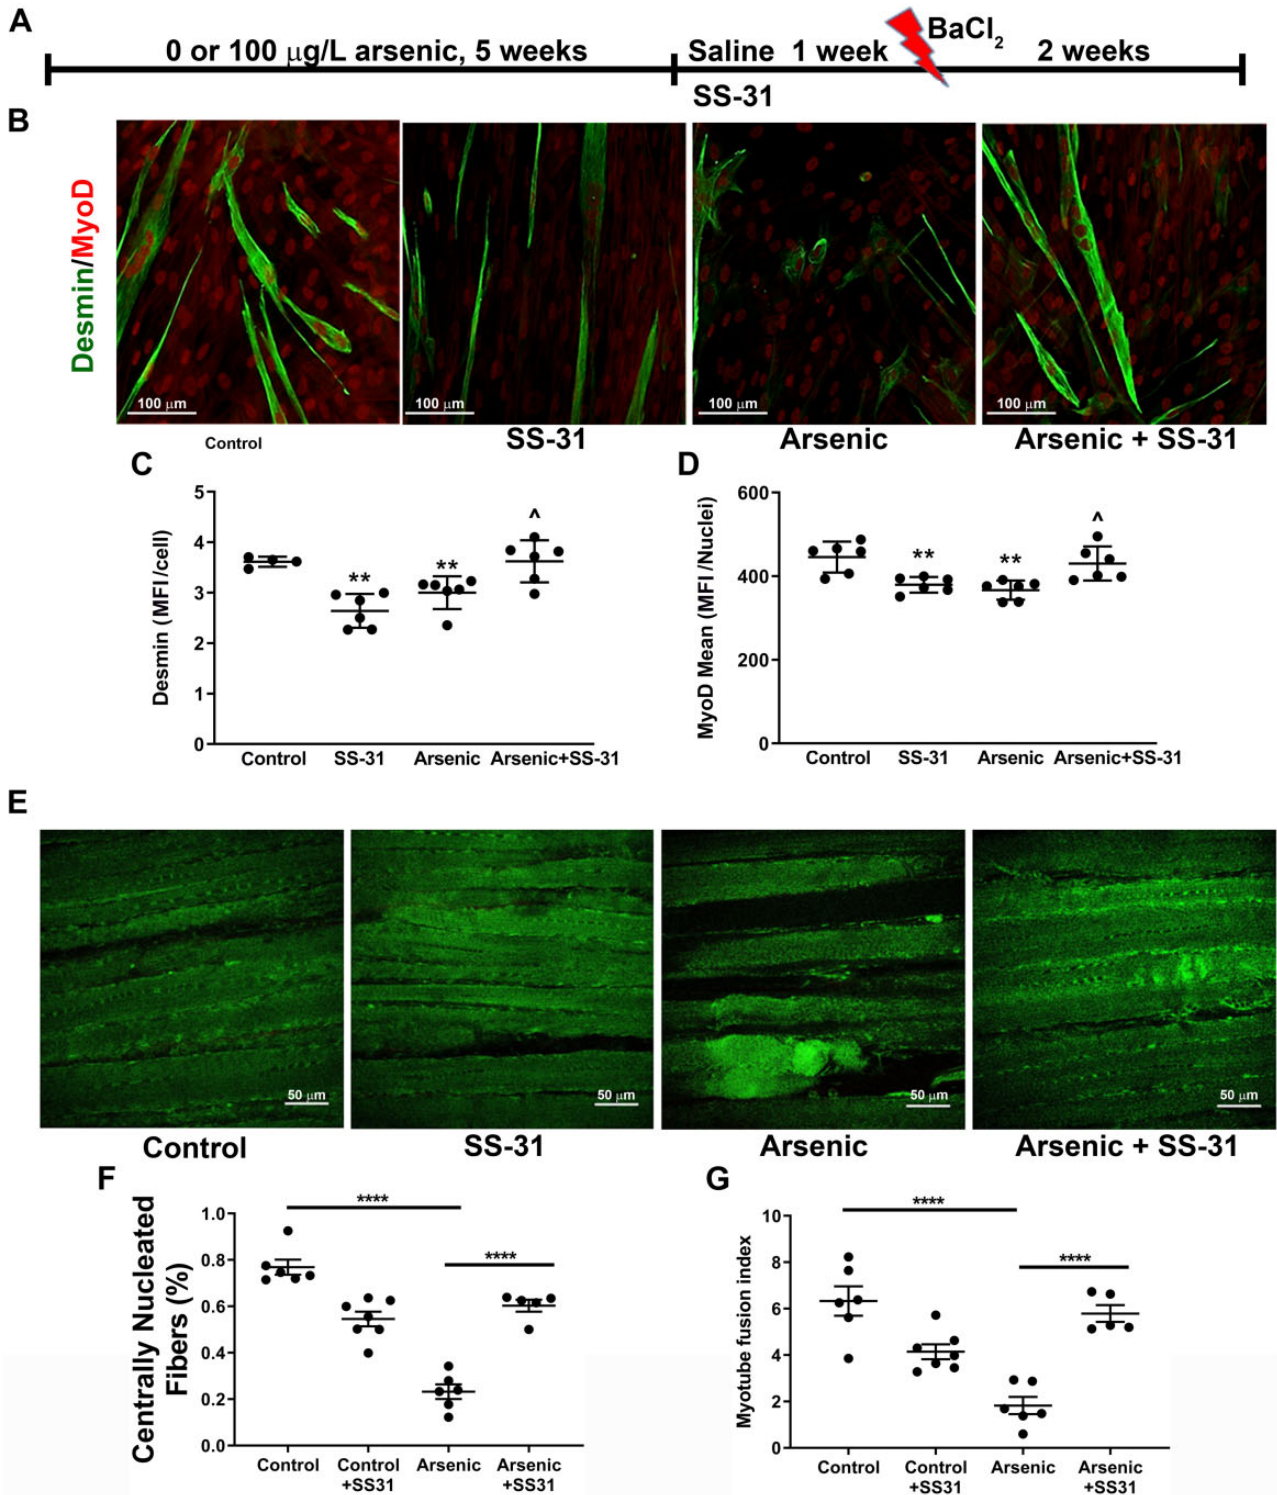 A
0 or 100 μg/L arsenic, 5 weeks
Saline 1 week
BaCl2
2 weeks
SS-31
B
Desmin/MyoD
100 μm
100 μm
100 μm
100 μm
Control
SS-31
Arsenic
Arsenic + SS-31
C
Desmin (MFI /cell)
5
4
3
2
1
0
**
**
^
Control
SS-31
Arsenic
Arsenic+SS-31
D
MyoD Mean (MFI /Nuclei)
600
400
200
0
**
**
^
Control
SS-31
Arsenic
Arsenic+SS-31
E
50 μm
50 μm
50 μm
50 μm
Control
SS-31
Arsenic
Arsenic + SS-31
F
Centrally Nucleated
Fibers (%)
1.0
0.8
0.6
0.4
0.2
0.0
****
****
Control
Control
+SS31
Arsenic
Arsenic
+SS31
G
Myotube fusion index
10
8
6
4
2
0
****
****
Control
Control
+SS31
Arsenic
Arsenic
+SS31